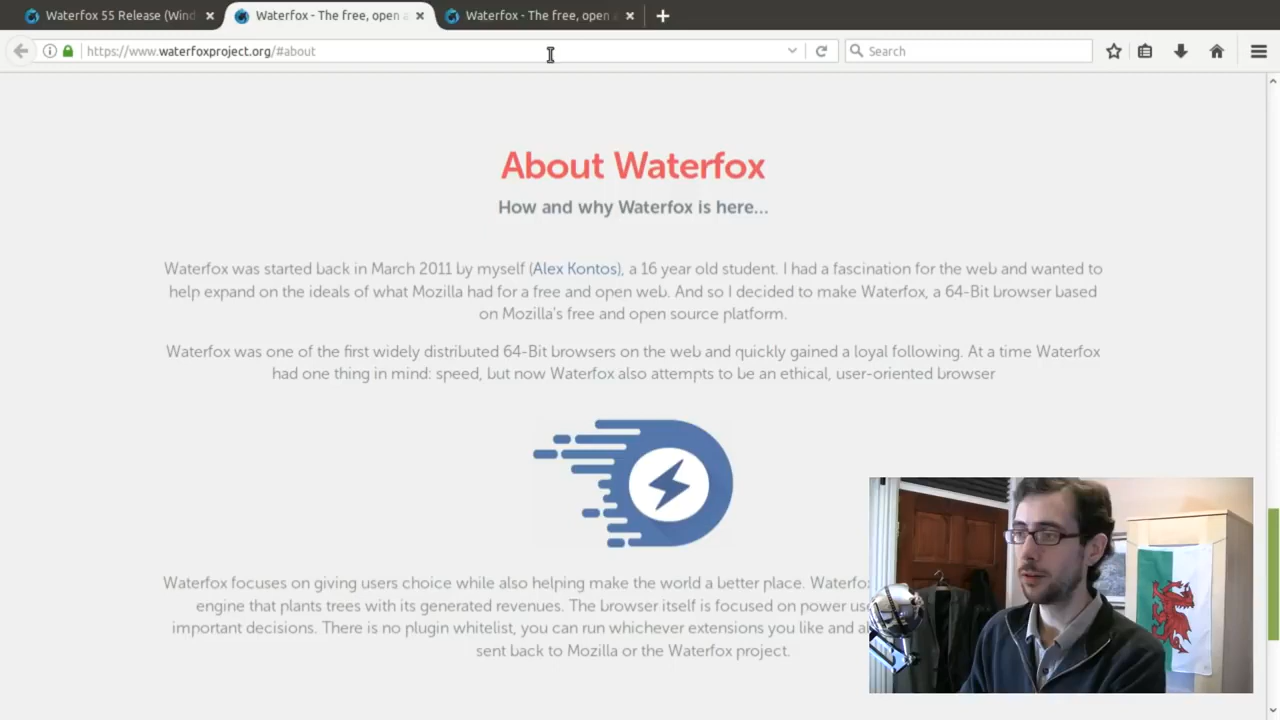 Waterfox 55 Release (Wind
Waterfox - The free, open a
Waterfox - The free, open a
https://www.waterfoxproject.org/#about
Search
About Waterfox
How and why Waterfox is here...
Waterfox was started back in March 2011 by myself (Alex Kontos), a 16 year old student. I had a fascination for the web and wanted to
help expand on the ideals of what Mozilla had for a free and open web. And so I decided to make Waterfox, a 64-Bit browser based
on Mozilla's free and open source platform.
Waterfox was one of the first widely distributed 64-Bit browsers on the web and quickly gained a loyal following. At a time Waterfox
had one thing in mind: speed, but now Waterfox also attempts to be an ethical, user-oriented browser
Waterfox focuses on giving users choice while also helping make the world a better place. Waterfo
engine that plants trees with its generated revenues. The browser itself is focused on power us
important decisions. There is no plugin whitelist, you can run whichever extensions you like and a
sent back to Mozilla or the Waterfox project.